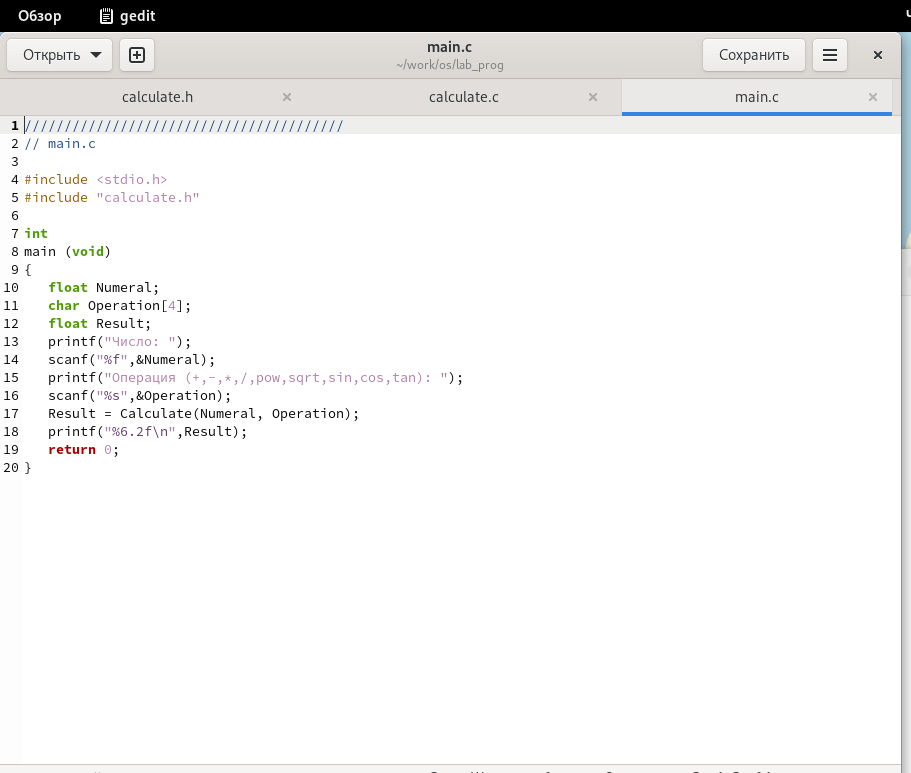 Обзор gedit
Открыть main.c Сохранить
~/work/os/lab_prog
calculate.h calculate.c main.c
1 ////////////////////////////////////////
2 // main.c
3
4 #include <stdio.h>
5 #include "calculate.h"
6
7 int
8 main (void)
9 {
10    float Numeral;
11    char Operation[4];
12    float Result;
13    printf("Число: ");
14    scanf("%f",&Numeral);
15    printf("Операция (+,-,*,/,pow,sqrt,sin,cos,tan): ");
16    scanf("%s",&Operation);
17    Result = Calculate(Numeral, Operation);
18    printf("%6.2f\n",Result);
19    return 0;
20 }